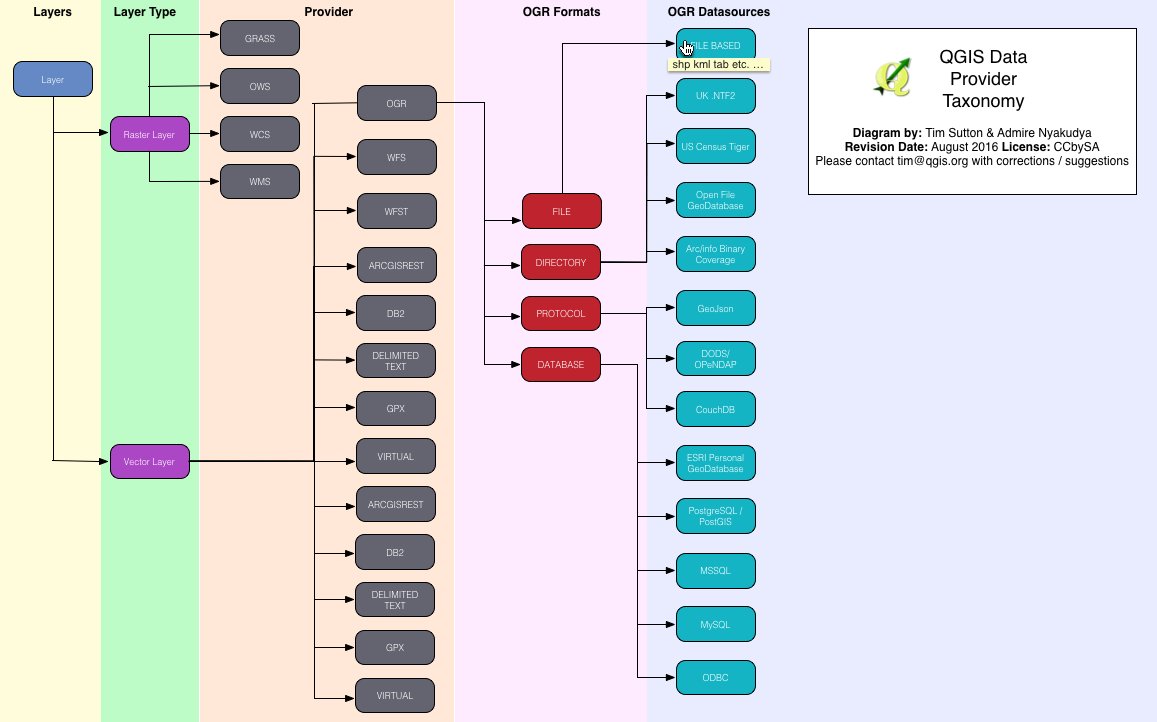 Layers
Layer Type
Provider
OGR Formats
OGR Datasources
Layer
Raster Layer
Vector Layer
GRASS
OWS
WCS
WMS
OGR
WFS
WFST
ARCGISREST
DB2
DELIMITED
TEXT
GPX
VIRTUAL
ARCGISREST
DB2
DELIMITED
TEXT
GPX
VIRTUAL
FILE
DIRECTORY
PROTOCOL
DATABASE
FILE BASED
shp kml tab etc. ...
UK .NTF2
US Census Tiger
Open File
GeoDatabase
Arc/info Binary
Coverage
GeoJson
DODS/
OPeNDAP
CouchDB
ESRI Personal
GeoDatabase
PostgreSQL /
PostGIS
MSSQL
MySQL
ODBC
QGIS Data
Provider
Taxonomy
Diagram by: Tim Sutton & Admire Nyakudya
Revision Date: August 2016 License: CCbySA
Please contact tim@qgis.org with corrections / suggestions